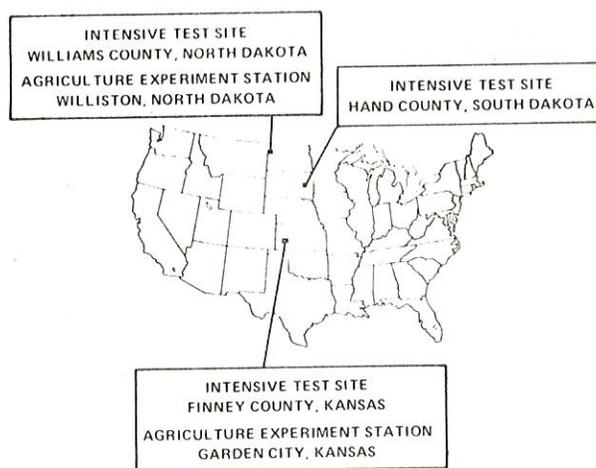 INTENSIVE TEST SITE
WILLIAMS COUNTY, NORTH DAKOTA
AGRICULTURE EXPERIMENT STATION
WILLISTON, NORTH DAKOTA
INTENSIVE TEST SITE
HAND COUNTY, SOUTH DAKOTA
INTENSIVE TEST SITE
FINNEY COUNTY, KANSAS
AGRICULTURE EXPERIMENT STATION
GARDEN CITY, KANSAS